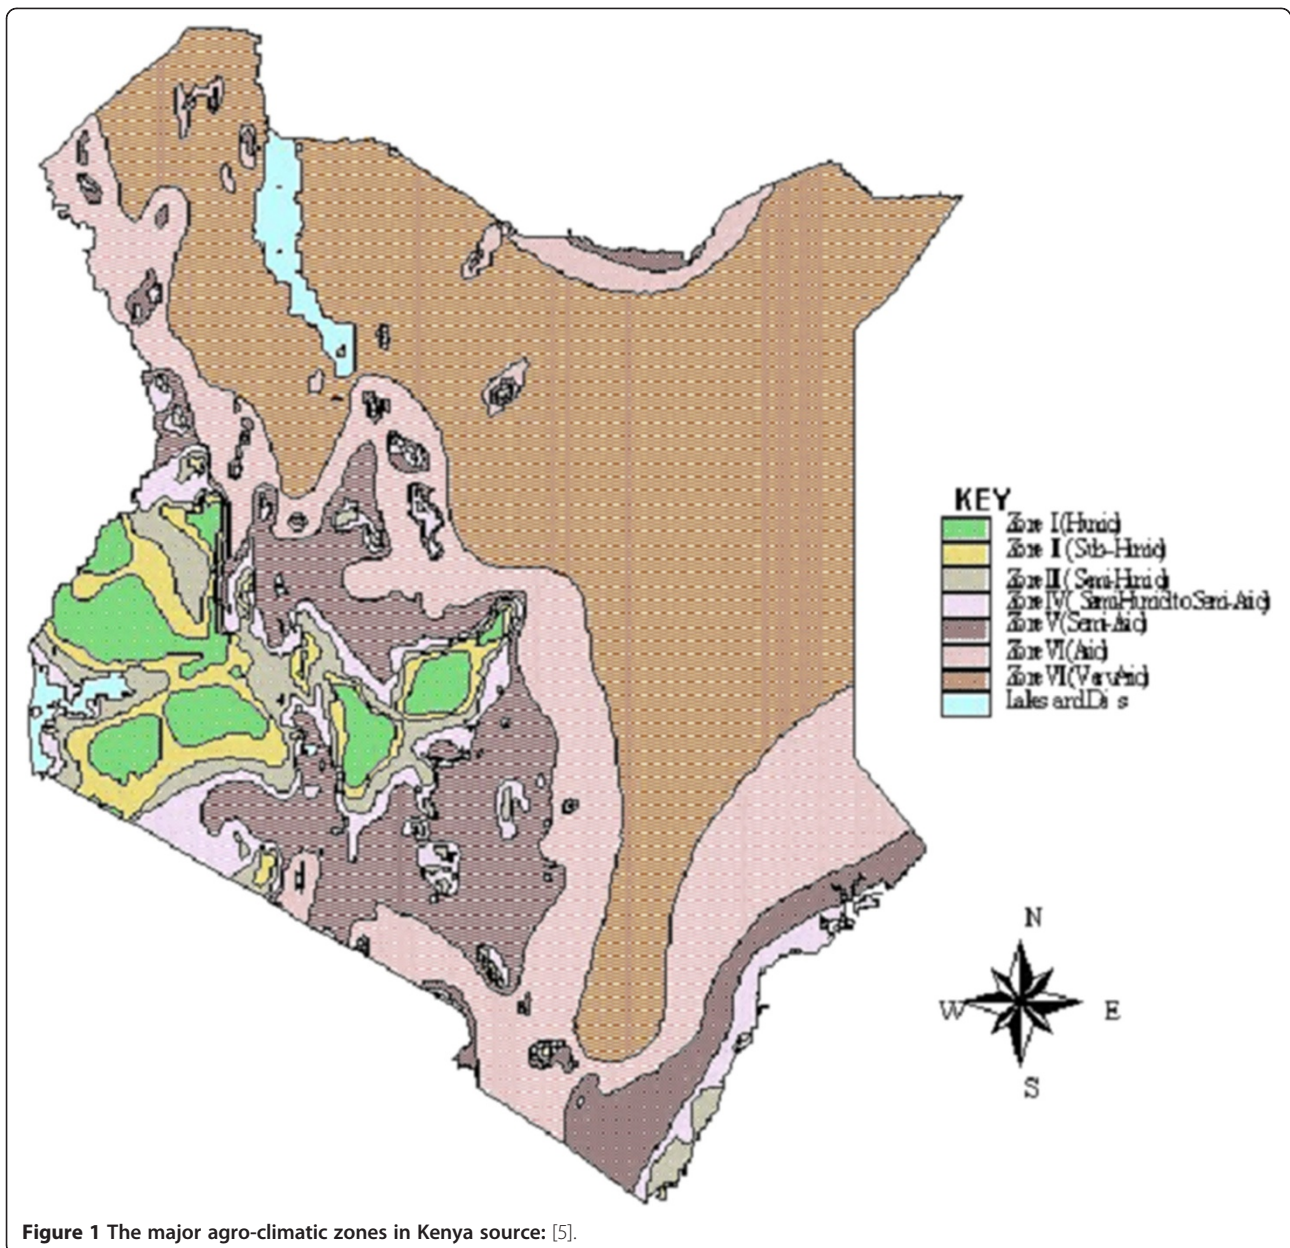 KEY
Zone I (Humid)
Zone II (Sub-Humid)
Zone III (Semi-Humid)
Zone IV (Semi-Humid to Semi-Arid)
Zone V (Semi-Arid)
Zone VI (Arid)
Zone VII (Very Arid)
Lakes and
N
W
E
S
Figure 1 The major agro-climatic zones in Kenya source: [5].